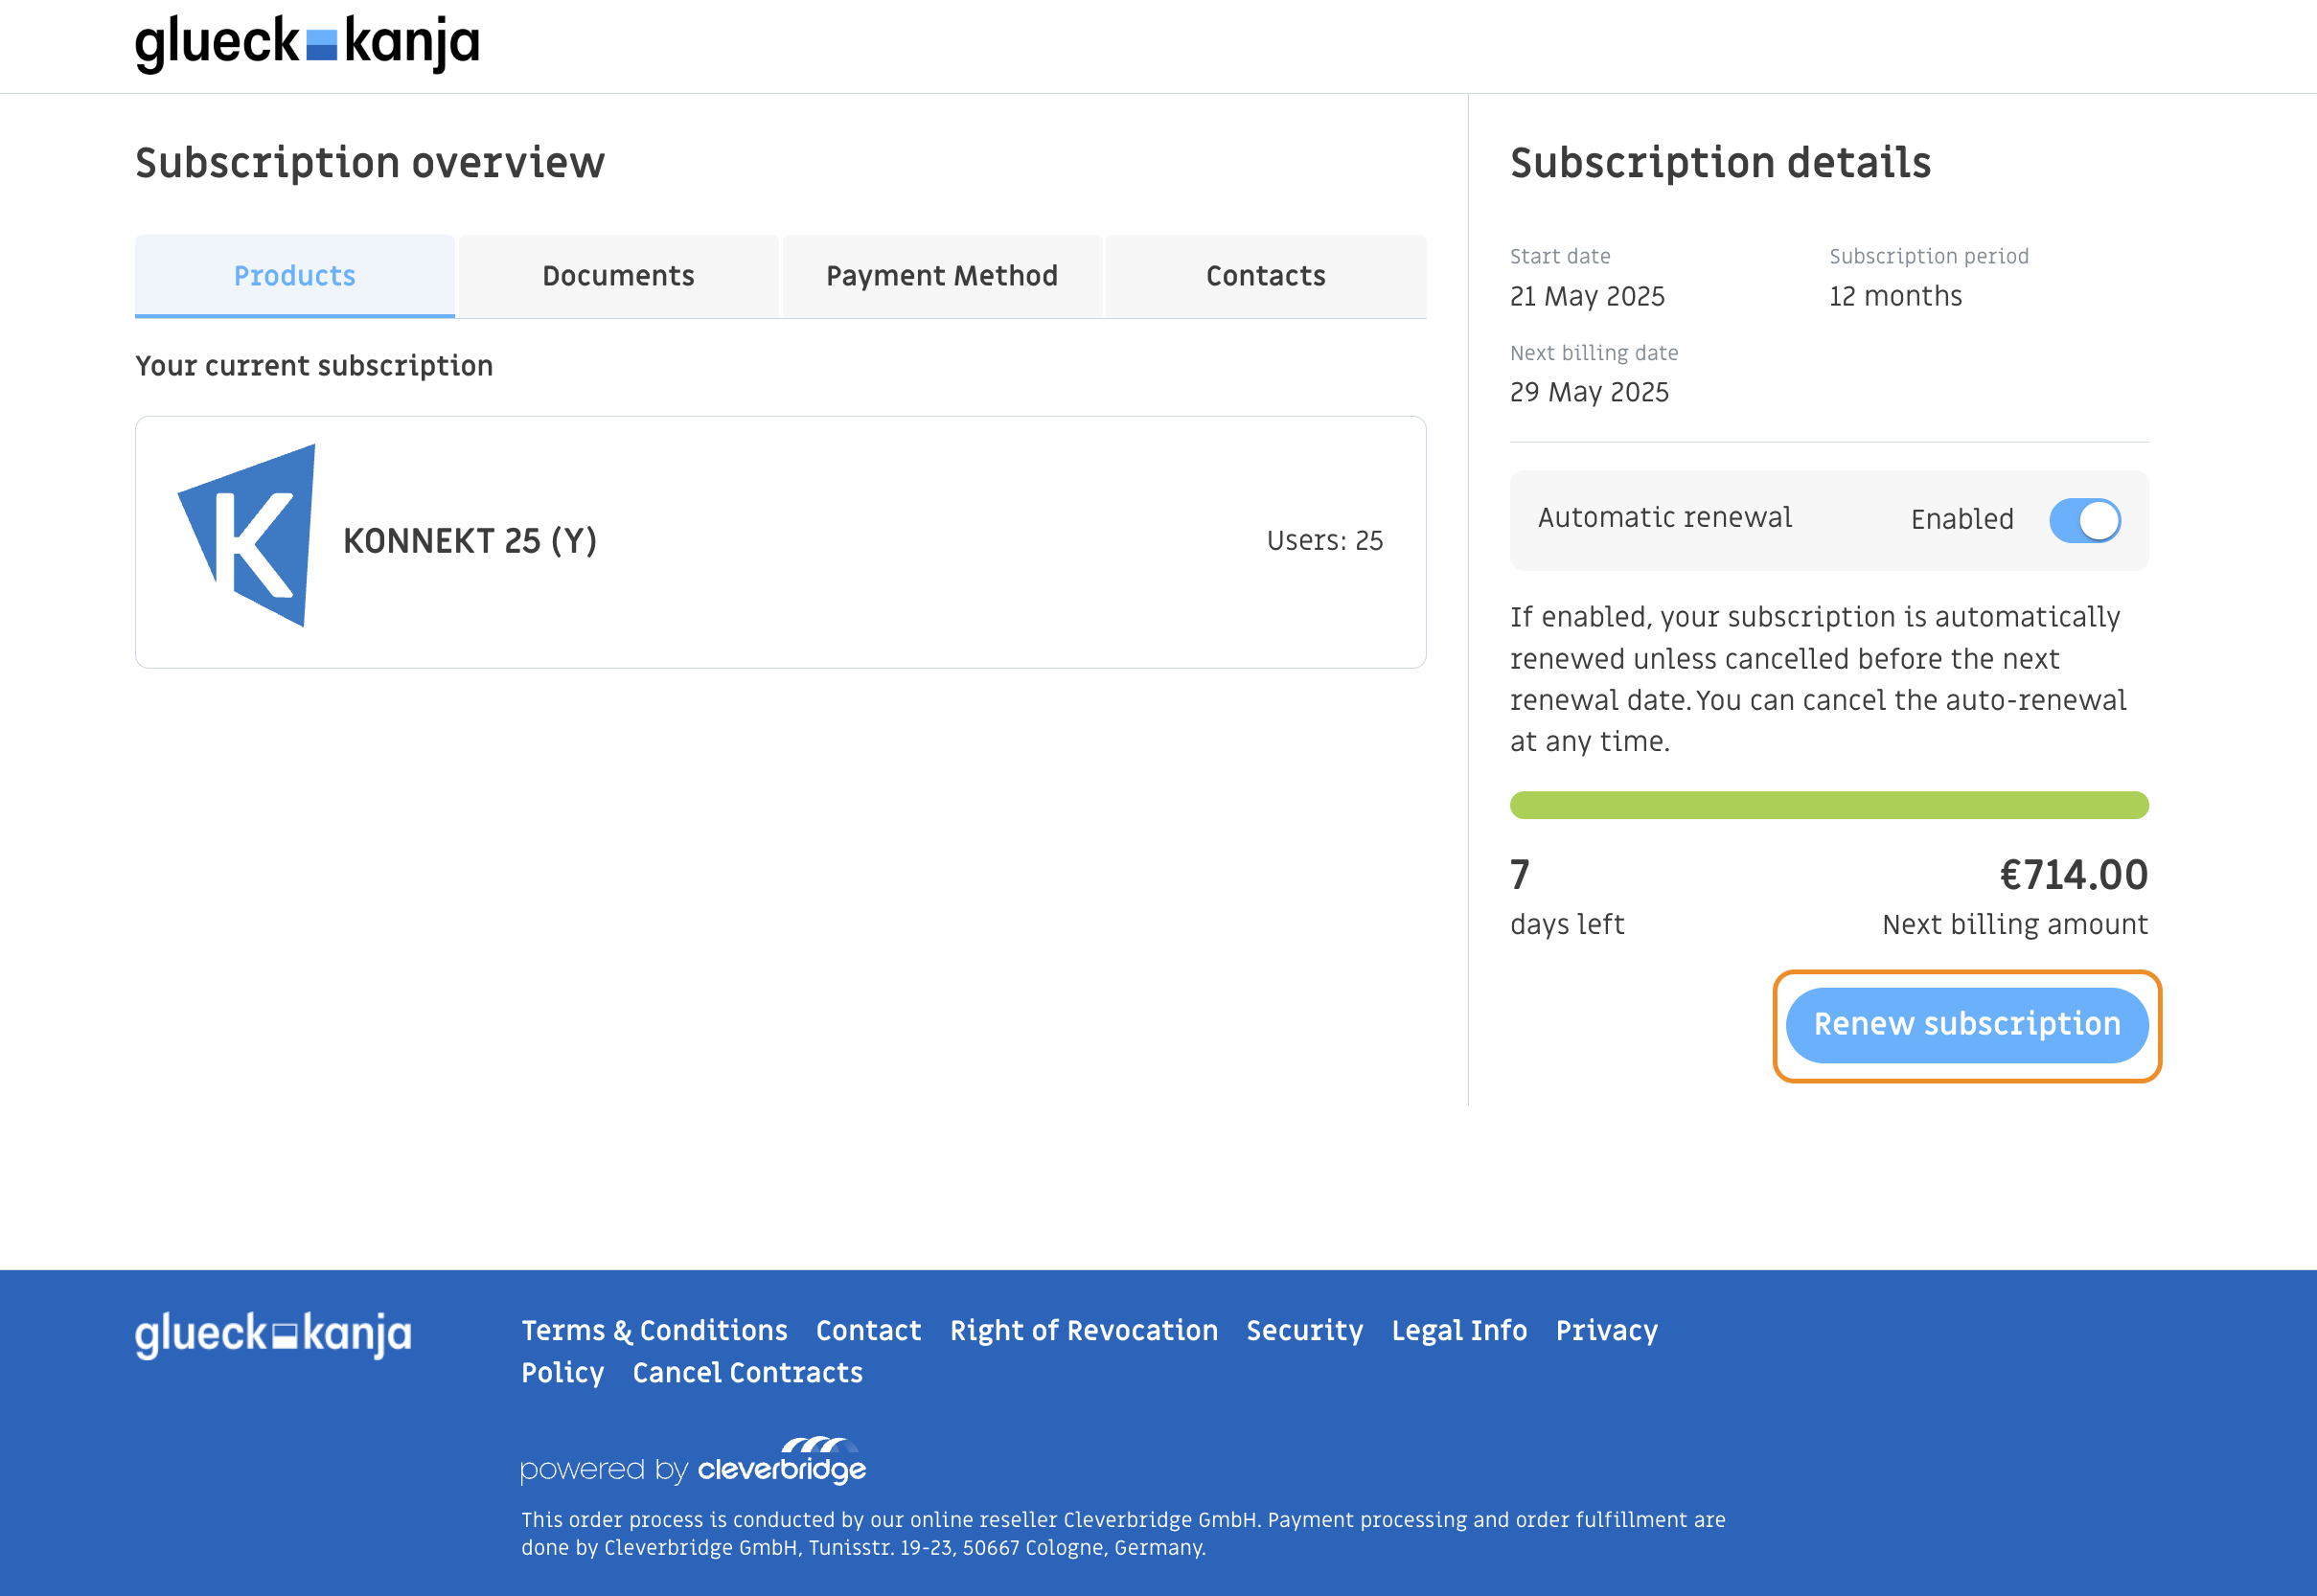 glueck kanja
Subscription overview
Products
Documents
Payment Method
Contacts
Your current subscription
K
KONNEKT 25 (Y)
Users: 25
Subscription details
Start date
21 May 2025
Subscription period
12 months
Next billing date
29 May 2025
Automatic renewal
Enabled
If enabled, your subscription is automatically
renewed unless cancelled before the next
renewal date. You can cancel the auto-renewal
at any time.
7
days left
€714.00
Next billing amount
Renew subscription
glueck kanja
Terms & Conditions Contact Right of Revocation Security Legal Info Privacy
Policy Cancel Contracts
powered by cleverbridge
This order process is conducted by our online reseller Cleverbridge GmbH. Payment processing and order fulfillment are
done by Cleverbridge GmbH, Tunisstr. 19-23, 50667 Cologne, Germany.